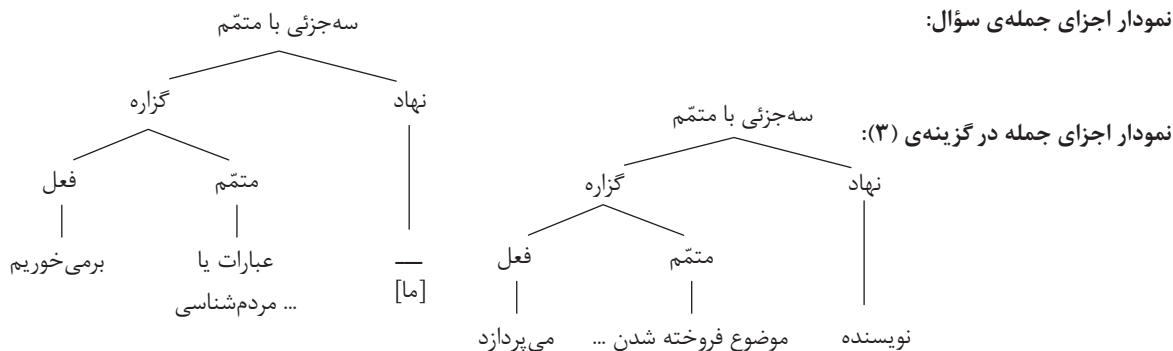 نمودار اجزای جمله‌ی سؤال:
سه‌جزئی با متمّم
نهاد
گزاره
متمّم
فعل
—
[ما]
عبارات یا
... مردم‌شناسی
برمی‌خوریم
نمودار اجزای جمله در گزینه‌ی (۳):
سه‌جزئی با متمّم
نهاد
گزاره
متمّم
فعل
نویسنده
موضوع فروخته شدن ...
می‌پردازد